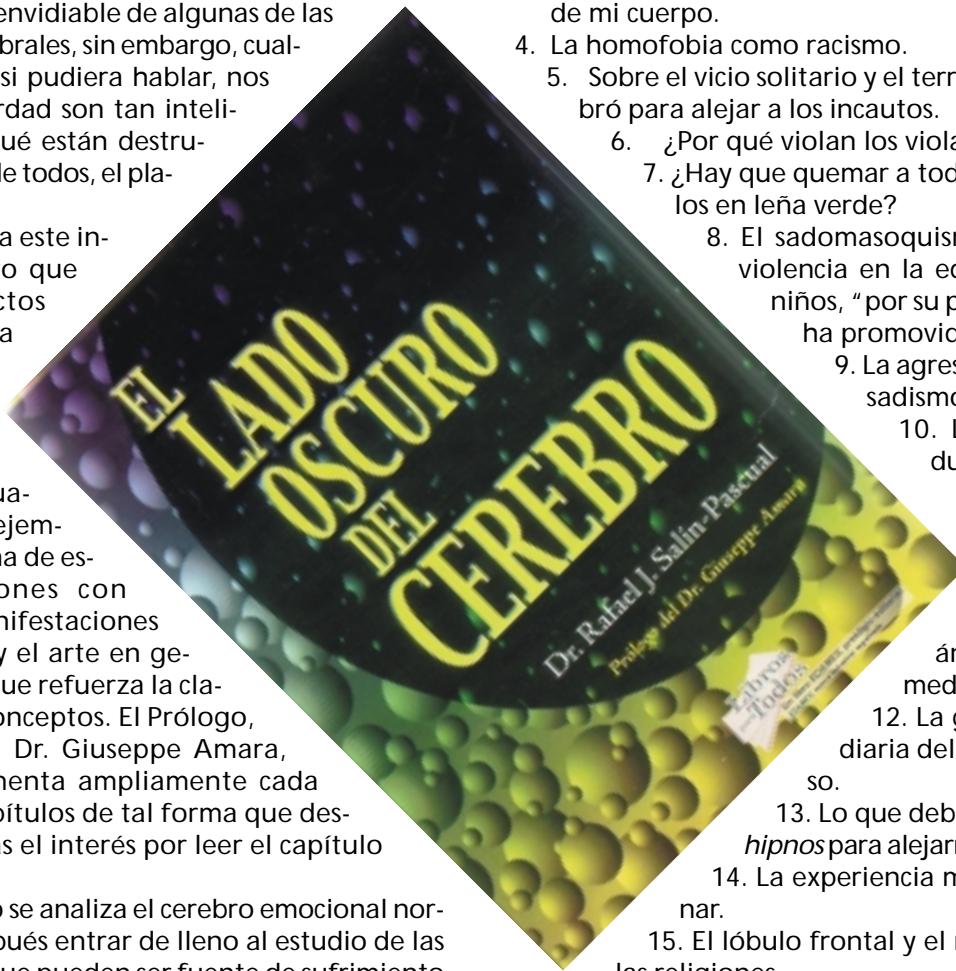 envidiable de algunas de las
brales, sin embargo, cual-
si pudiera hablar, nos
rdad son tan inteli-
ué están destru-
de todos, el pla-
a este in-
o que
ctos
a
ua-
ejem-
na de es-
ones con
nifestaciones
y el arte en ge-
ue refuerza la cla-
onceptos. El Prólogo,
Dr. Giuseppe Amara,
menta ampliamente cada
pítulos de tal forma que des-
as el interés por leer el capítulo
o se analiza el cerebro emocional nor-
pués entrar de lleno al estudio de las
que pueden ser fuente de sufrimiento
EL
LADO
OSCURO
DEL
CEREBRO
Dr. Rafael J. Salín-Pascual
Prólogo del Dr. Giuseppe Amara
Libros
Todos
de mi cuerpo.
4. La homofobia como racismo.
5. Sobre el vicio solitario y el terr
bró para alejar a los incautos.
6. ¿Por qué violan los viola
7. ¿Hay que quemar a tod
los en leña verde?
8. El sadomasoquism
violencia en la ed
niños, “por su p
ha promovid
9. La agres
sadismo
10. L
du
án
med
12. La g
diaria del
so.
13. Lo que deb
hipnos para alejarn
14. La experiencia m
nar.
15. El lóbulo frontal y el n
las religiones